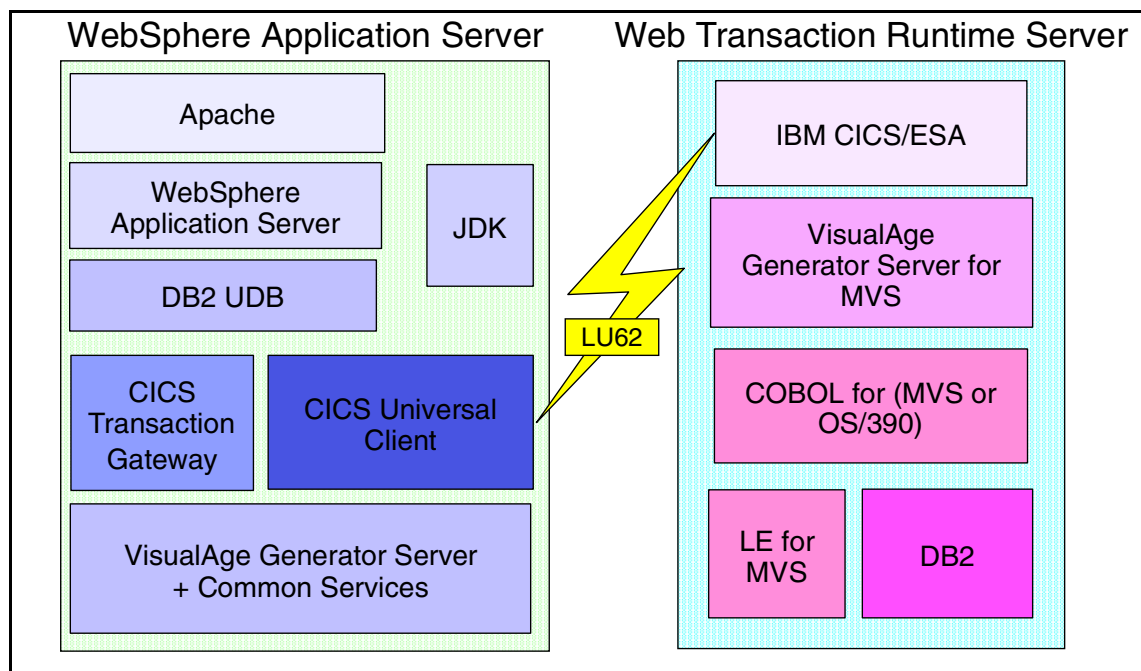 WebSphere Application Server
Apache
WebSphere
Application Server
JDK
DB2 UDB
CICS
Transaction
Gateway
CICS Universal
Client
VisualAge Generator Server
+ Common Services
LU62
Web Transaction Runtime Server
IBM CICS/ESA
VisualAge
Generator Server for
MVS
COBOL for (MVS or
OS/390)
LE for
MVS
DB2